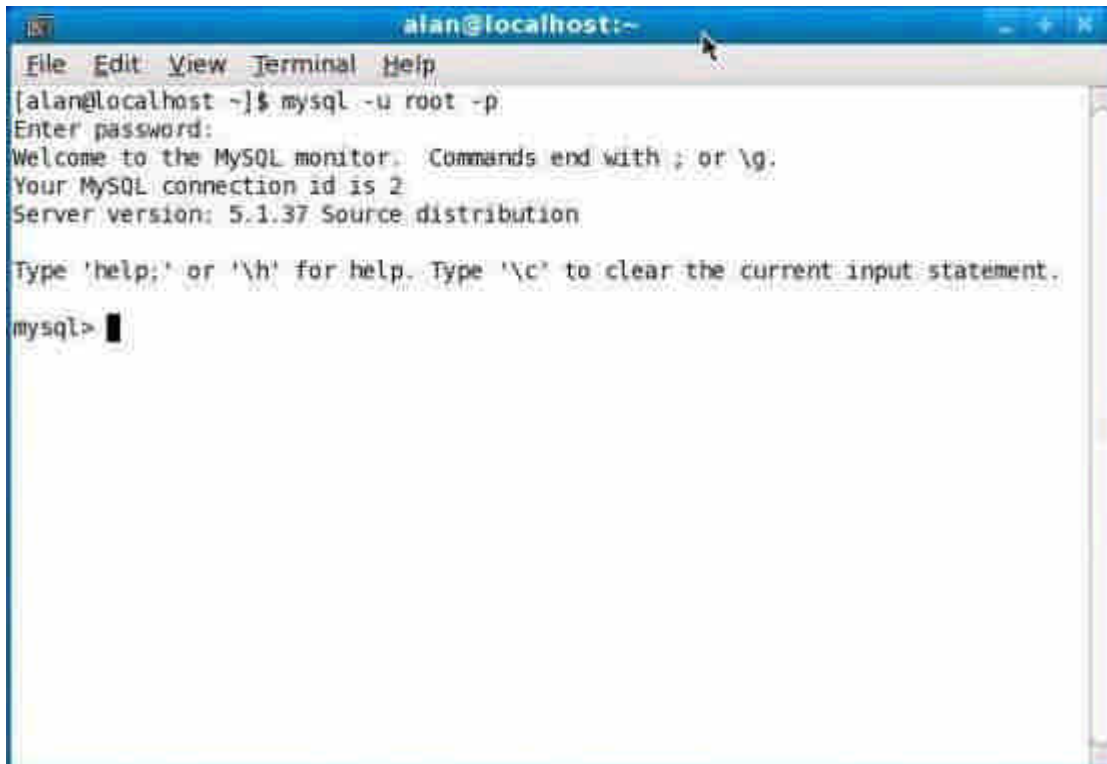 alan@localhost:~
File Edit View Terminal Help
[alan@localhost ~]$ mysql -u root -p
Enter password:
Welcome to the MySQL monitor.  Commands end with ; or \g.
Your MySQL connection id is 2
Server version: 5.1.37 Source distribution
Type 'help;' or '\h' for help. Type '\c' to clear the current input statement.
mysql>